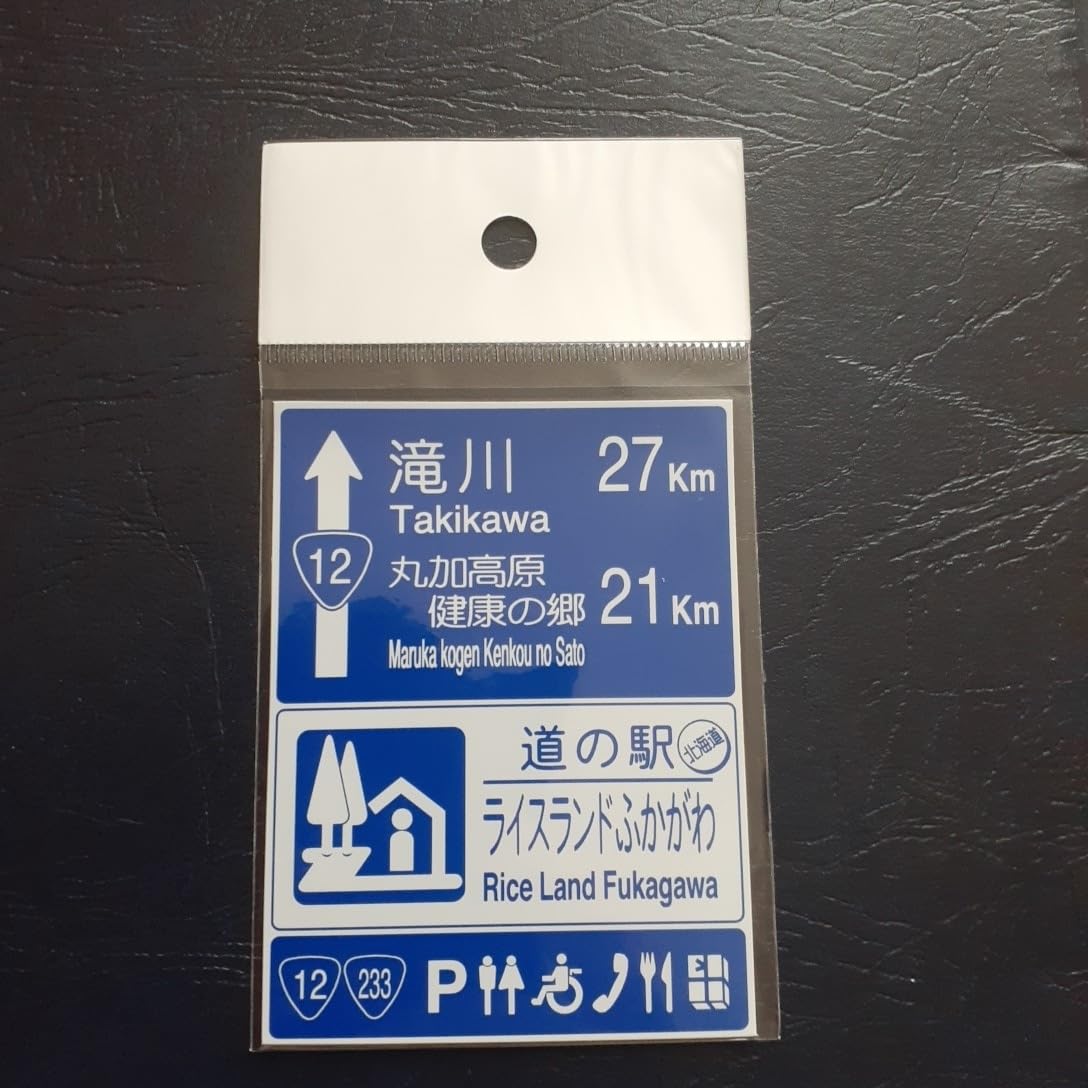 滝川 27Km
Takikawa
12
丸加高原
健康の郷 21Km
Maruka kogen Kenkou no Sato
道の駅 北海道
ライスランドふかがわ
Rice Land Fukagawa
12 233 P